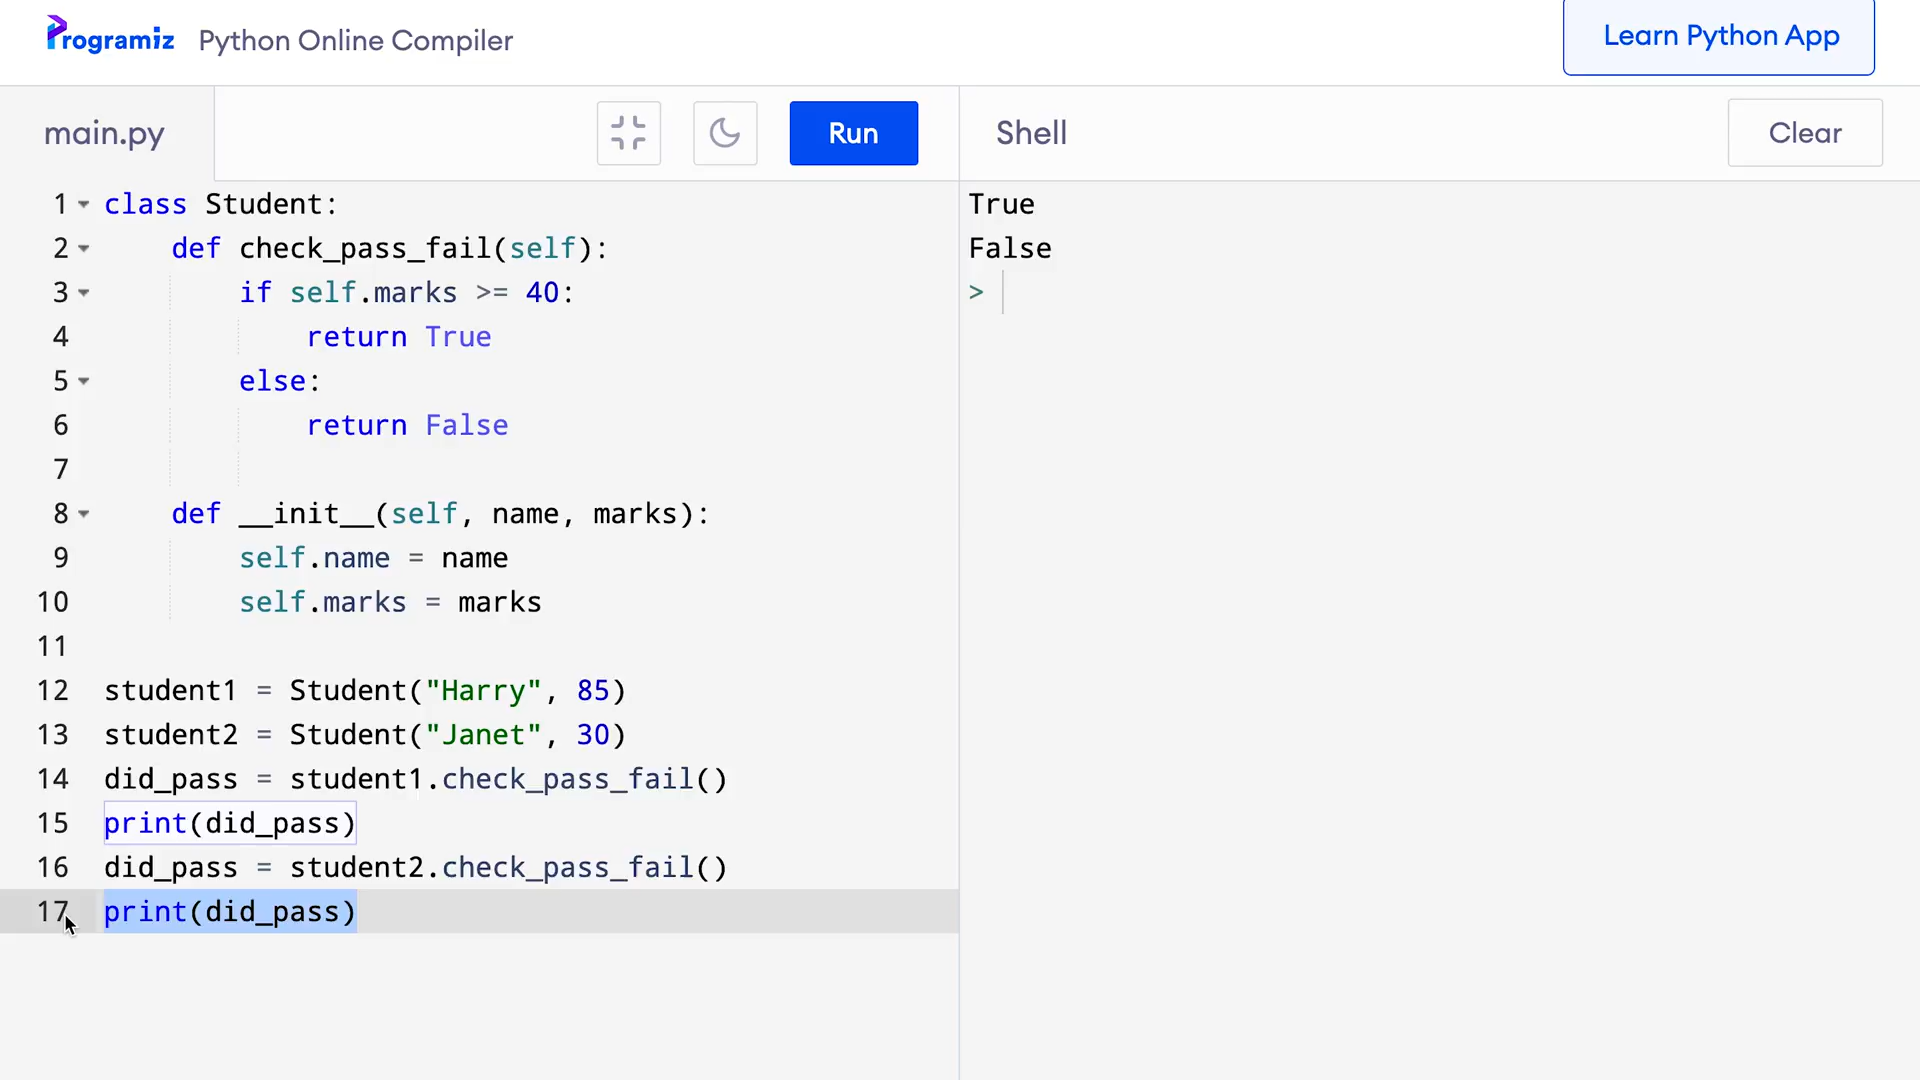 Programiz Python Online Compiler
Learn Python App
main.py
Run
Shell
Clear
1 class Student:
2     def check_pass_fail(self):
3         if self.marks >= 40:
4             return True
5         else:
6             return False
7
8     def __init__(self, name, marks):
9         self.name = name
10         self.marks = marks
11
12 student1 = Student("Harry", 85)
13 student2 = Student("Janet", 30)
14 did_pass = student1.check_pass_fail()
15 print(did_pass)
16 did_pass = student2.check_pass_fail()
17 print(did_pass)
True
False
>